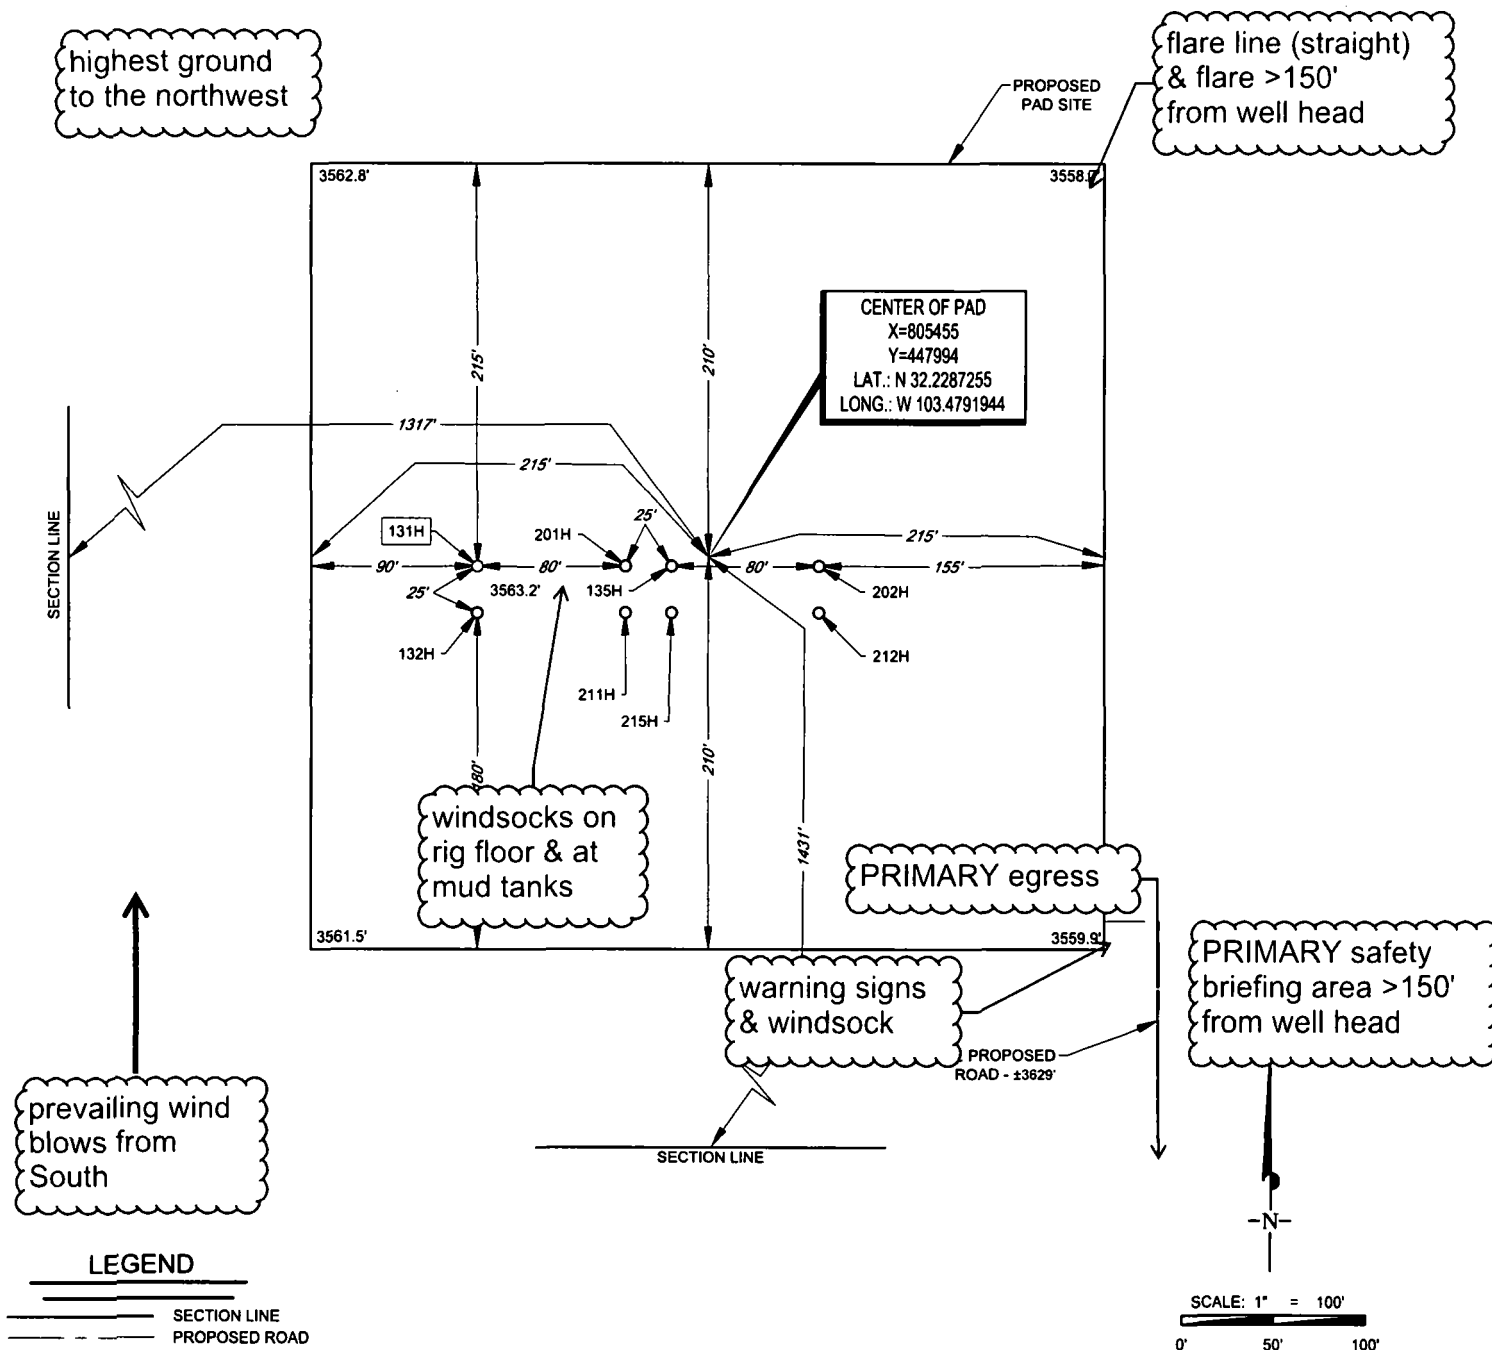 highest ground
to the northwest
flare line (straight)
& flare >150'
from well head
PROPOSED
PAD SITE
3562.8'
215'
210'
CENTER OF PAD
X=805455
Y=447994
LAT.: N 32.2287255
LONG.: W 103.4791944
1317'
215'
SECTION LINE
131H
201H
25'
215'
90'
80'
80'
155'
25'
3563.2'
135H
202H
132H
212H
211H
215H
180'
210'
1431'
windsocks on
rig floor & at
mud tanks
PRIMARY egress
3561.5'
3559.9'
PRIMARY safety
briefing area >150'
from well head
warning signs
& windsock
PROPOSED
ROAD - ±3629'
SECTION LINE
prevailing wind
blows from
South
-N-
LEGEND
SECTION LINE
PROPOSED ROAD
SCALE: 1" = 100'
0' 50' 100'